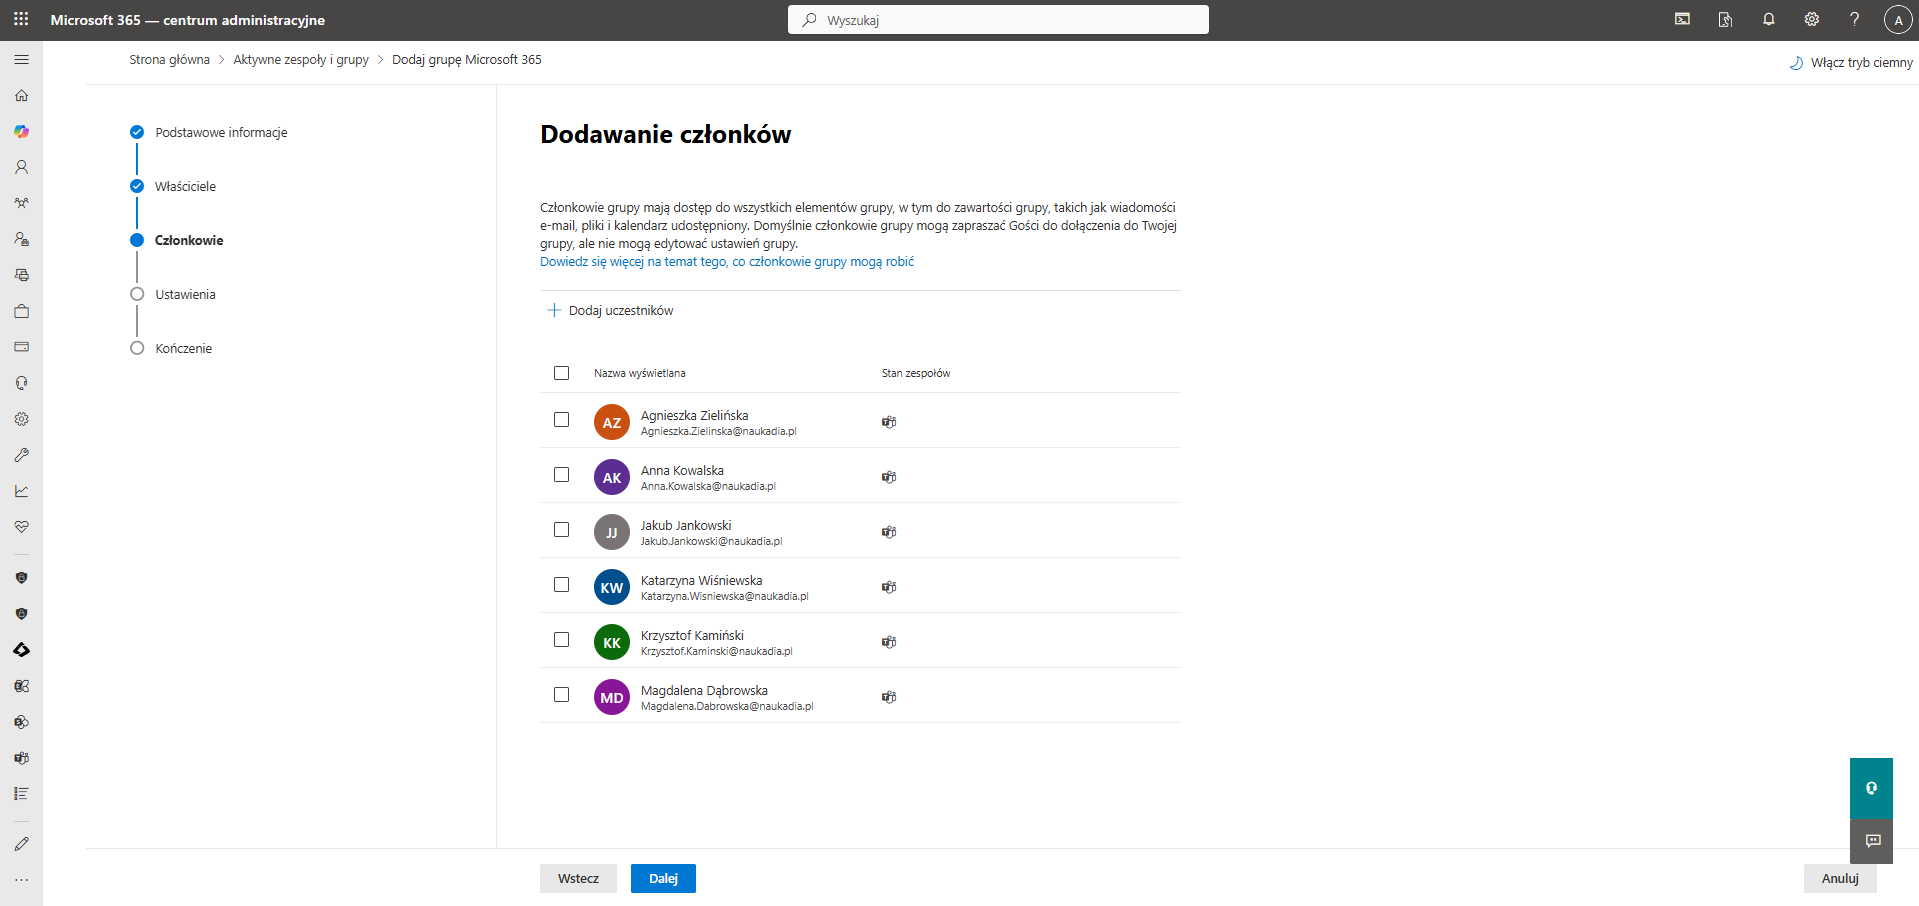 Microsoft 365 — centrum administracyjne
Wyszukaj
A
Strona główna > Aktywne zespoły i grupy > Dodaj grupę Microsoft 365
Włącz tryb ciemny
Podstawowe informacje
Właściciele
Członkowie
Ustawienia
Kończenie
Dodawanie członków
Członkowie grupy mają dostęp do wszystkich elementów grupy, w tym do zawartości grupy, takich jak wiadomości
e-mail, pliki i kalendarz udostępniony. Domyślnie członkowie grupy mogą zapraszać Gości do dołączenia do Twojej
grupy, ale nie mogą edytować ustawień grupy.
Dowiedz się więcej na temat tego, co członkowie grupy mogą robić
Dodaj uczestników
Nazwa wyświetlana Stan zespołów
AZ Agnieszka Zielińska
Agnieszka.Zielinska@naukadia.pl
AK Anna Kowalska
Anna.Kowalska@naukadia.pl
JJ Jakub Jankowski
Jakub.Jankowski@naukadia.pl
KW Katarzyna Wiśniewska
Katarzyna.Wisniewska@naukadia.pl
KK Krzysztof Kamiński
Krzysztof.Kaminski@naukadia.pl
MD Magdalena Dąbrowska
Magdalena.Dabrowska@naukadia.pl
Wstecz Dalej Anuluj